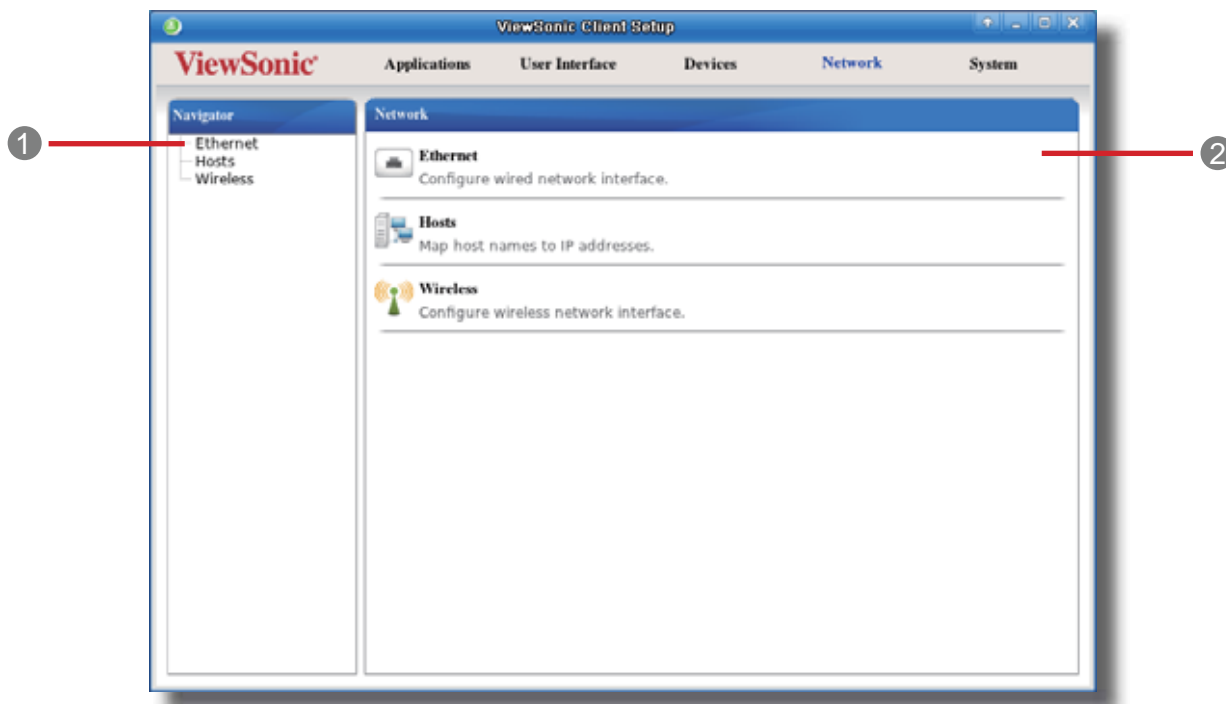 ViewSonic Client Setup
ViewSonic®
Applications User Interface Devices Network System
Navigator
Ethernet
Hosts
Wireless
Network
Ethernet
Configure wired network interface.
Hosts
Map host names to IP addresses.
Wireless
Configure wireless network interface.
1
2